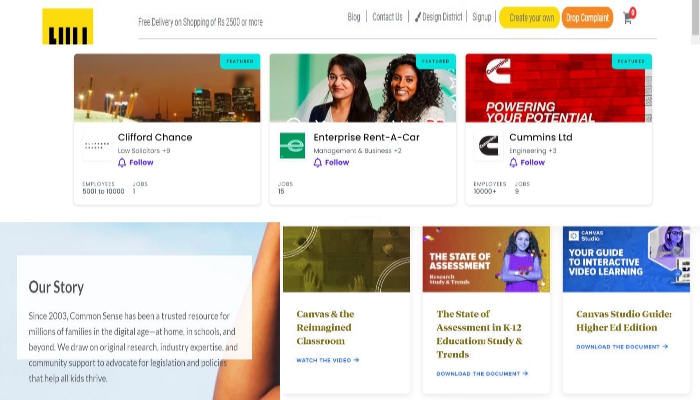 Free Delivery on Shopping of Rs 2500 or more
Blog
Contact Us
Design District
Signup
Create your own
Drop Complaint
0
FEATURED
FEATURED
FEATURED
Cummins
POWERING
YOUR POTENTIAL
Clifford Chance
Law Solicitors +9
Follow
EMPLOYEES JOBS
5001 to 10000 1
Enterprise Rent-A-Car
Management & Business +2
Follow
JOBS
15
Cummins Ltd
Engineering +3
Follow
EMPLOYEES JOBS
10000+ 9
Our Story
Since 2003, Common Sense has been a trusted resource for
millions of families in the digital age—at home, in schools, and
beyond. We draw on original research, industry expertise, and
community support to advocate for legislation and policies
that help all kids thrive.
Canvas & the
Reimagined
Classroom
WATCH THE VIDEO →
THE STATE OF
ASSESSMENT
Research
Study & Trends
The State of
Assessment in K-12
Education: Study &
Trends
DOWNLOAD THE DOCUMENT →
CANVAS
Studio
YOUR GUIDE
TO INTERACTIVE
VIDEO LEARNING
Canvas Studio Guide:
Higher Ed Edition
DOWNLOAD THE DOCUMENT →